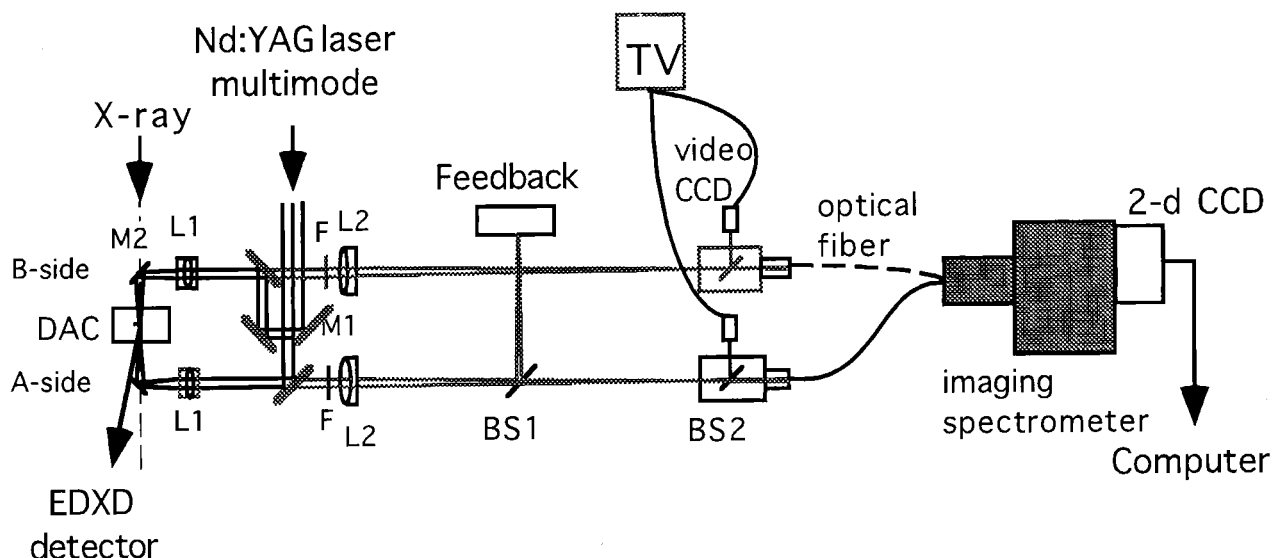 Nd:YAG laser
multimode
TV
X-ray
video
CCD
Feedback
2-d CCD
optical
fiber
M2
L1
F
L2
B-side
DAC
M1
A-side
L1
F
L2
BS1
BS2
imaging
spectrometer
Computer
EDXD
detector